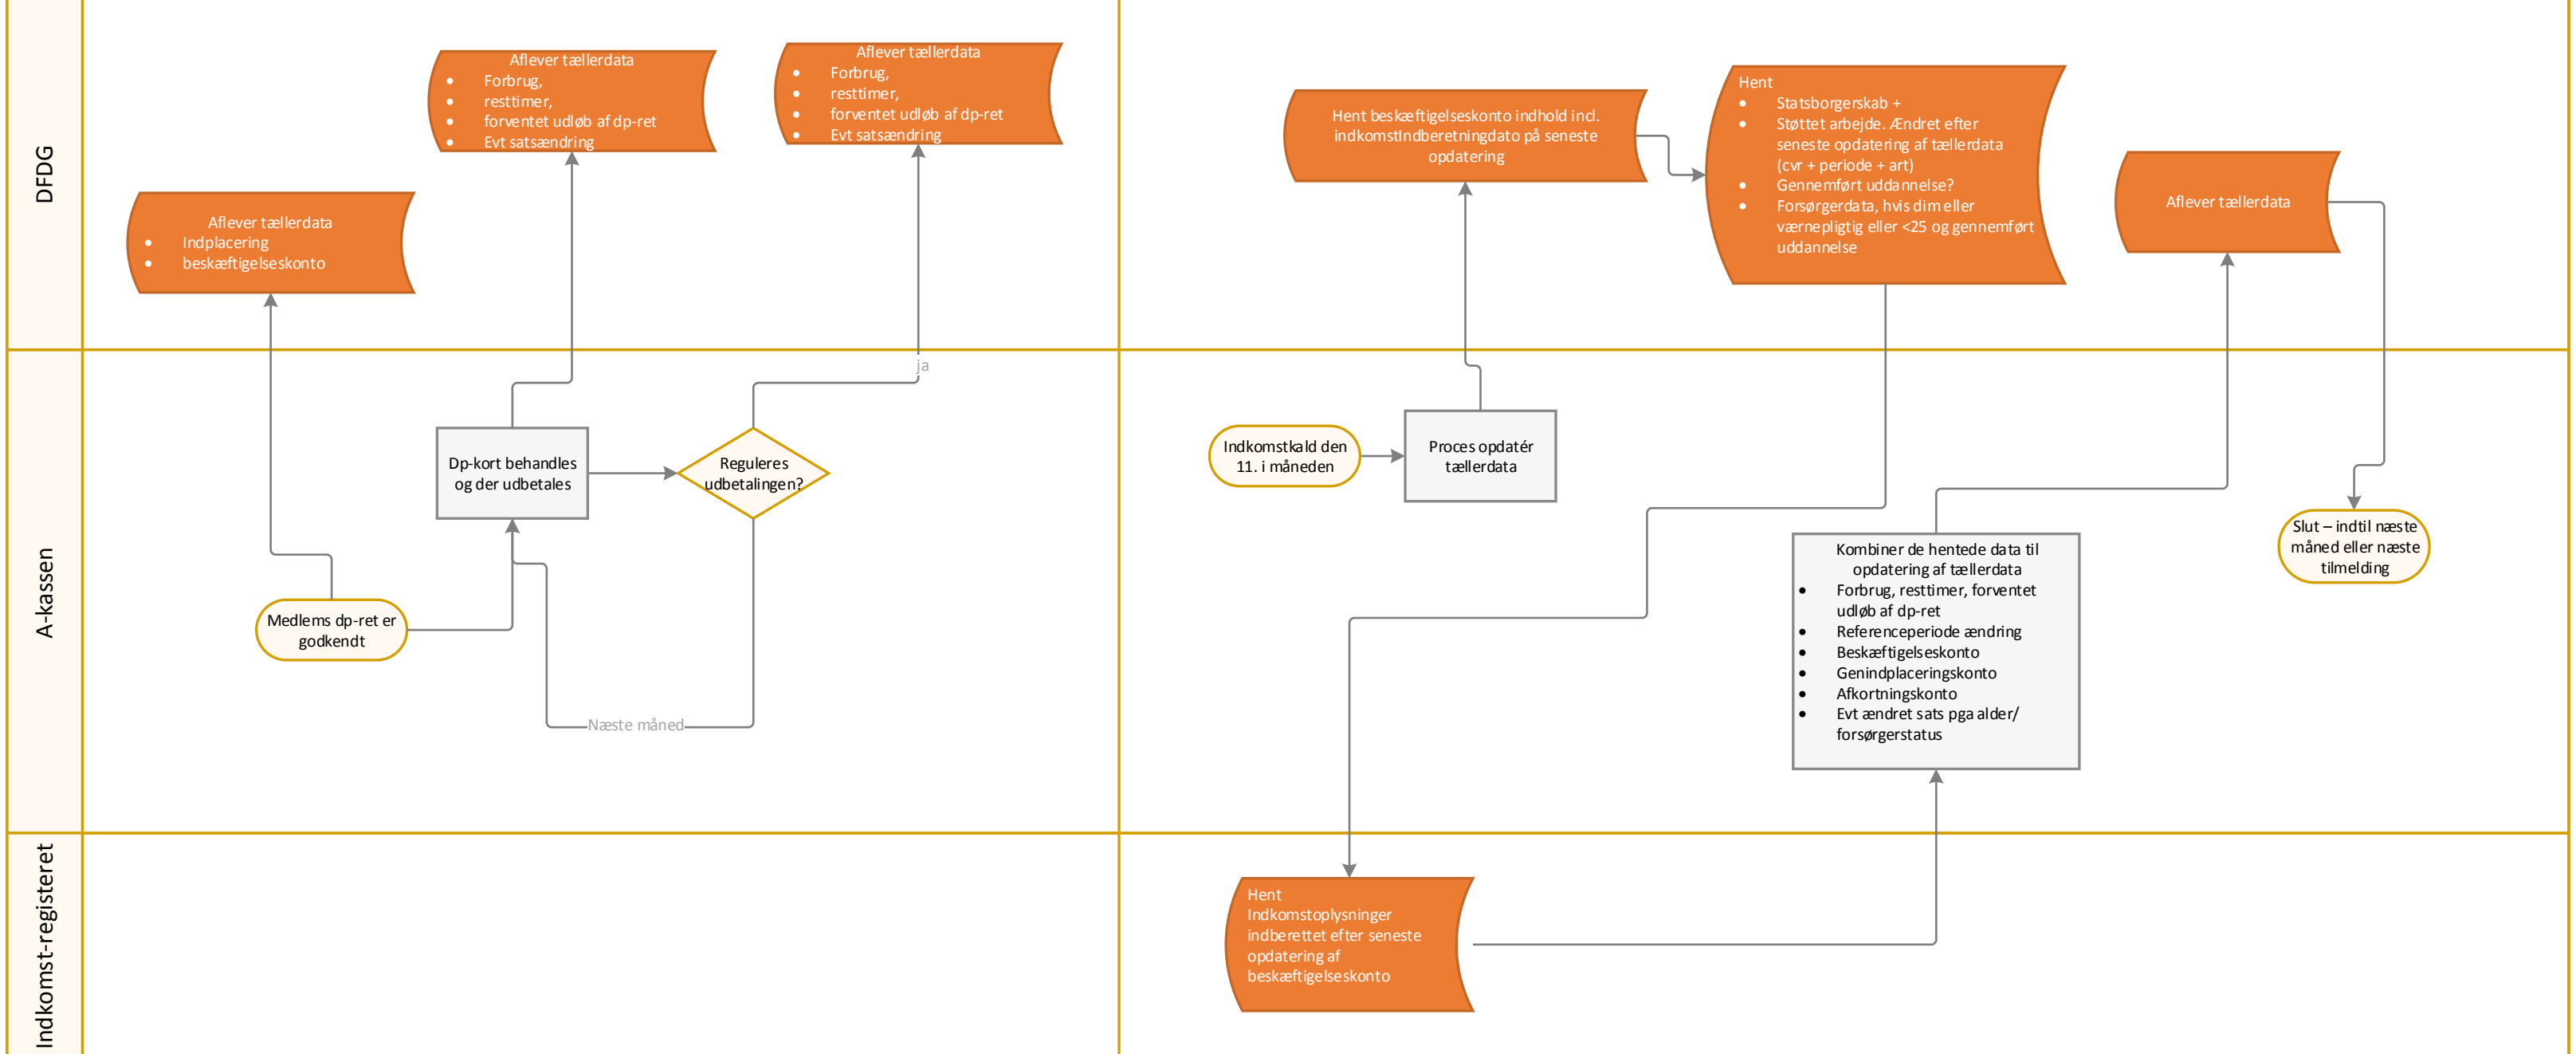 DFDG
Aflever tællerdata
• Indplacering
• beskæftigelseskonto
Aflever tællerdata
• Forbrug,
• resttimer,
• forventet udløb af dp-ret
• Evt satsændring
Aflever tællerdata
• Forbrug,
• resttimer,
• forventet udløb af dp-ret
• Evt satsændring
Hent beskæftigelseskonto indhold incl.
indkomstIndberetningdato på seneste
opdatering
Hent
• Statsborgerskab +
• Støttet arbejde. Ændret efter
seneste opdatering af tællerdata
(cvr + periode + art)
• Gennemført uddannelse?
• Forsørgerdata, hvis dim eller
værnepligtig eller <25 og gennemført
uddannelse
Aflever tællerdata
A-kassen
Medlems dp-ret er
godkendt
Dp-kort behandles
og der udbetales
Reguleres
udbetalingen?
ja
Næste måned
Indkomstkald den
11. i måneden
Proces opdatér
tællerdata
Kombiner de hentede data til
opdatering af tællerdata
• Forbrug, resttimer, forventet
udløb af dp-ret
• Referenceperiode ændring
• Beskæftigelseskonto
• Genindplaceringskonto
• Afkortningskonto
• Evt ændret sats pga alder/
forsørgerstatus
Slut – indtil næste
måned eller næste
tilmelding
Indkomst-registeret
Hent
Indkomstoplysninger
indberettet efter seneste
opdatering af
beskæftigelseskonto